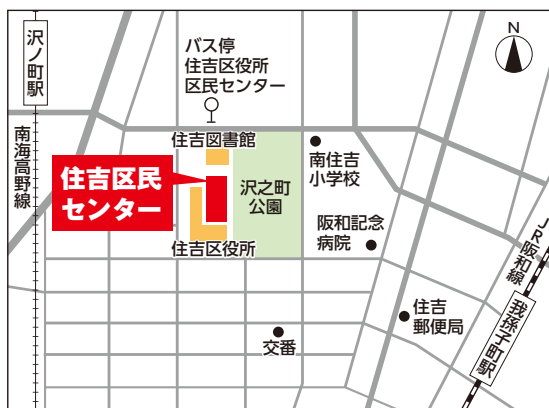 沢ノ町駅
南海高野線
バス停
住吉区役所
区民センター
N
住吉図書館
住吉区民
センター
沢之町
公園
南住吉
小学校
阪和記念
病院
住吉区役所
JR阪和線
我孫子町駅
住吉
郵便局
交番